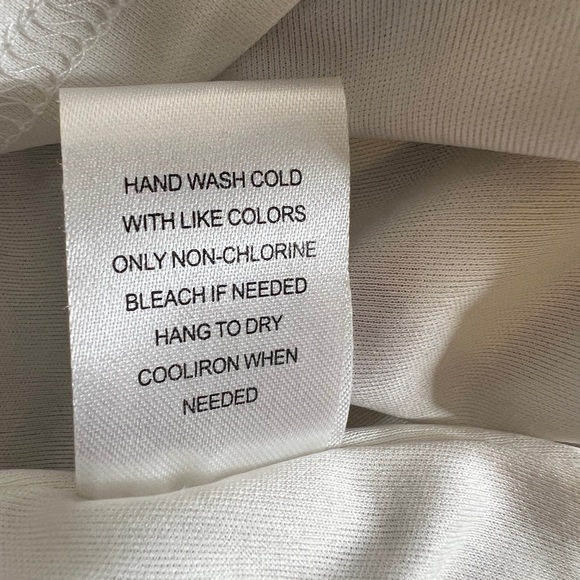 HAND WASH COLD
WITH LIKE COLORS
ONLY NON-CHLORINE
BLEACH IF NEEDED
HANG TO DRY
COOLIRON WHEN
NEEDED